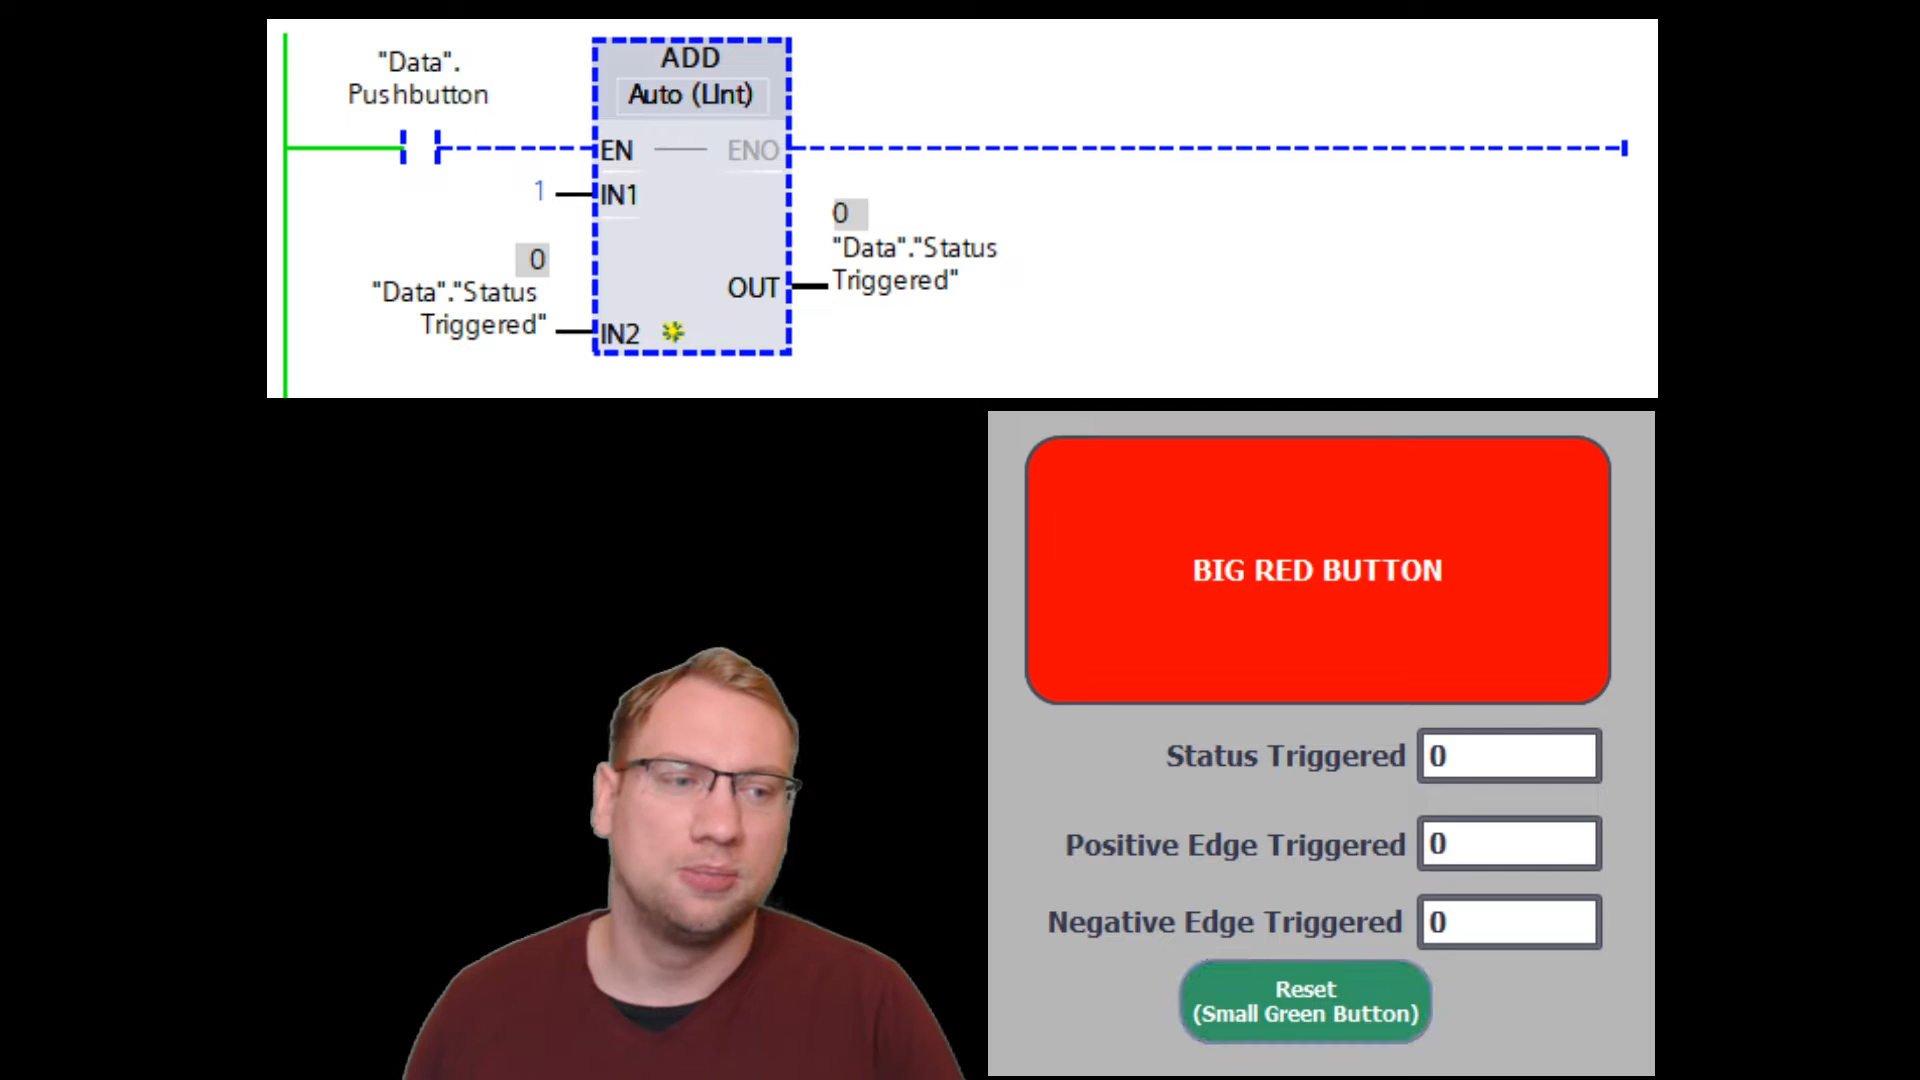 "Data".
Pushbutton
ADD
Auto (LInt)
EN
ENO
1
IN1
0
"Data"."Status
Triggered"
IN2
OUT
0
"Data"."Status
Triggered"
BIG RED BUTTON
Status Triggered 0
Positive Edge Triggered 0
Negative Edge Triggered 0
Reset
(Small Green Button)